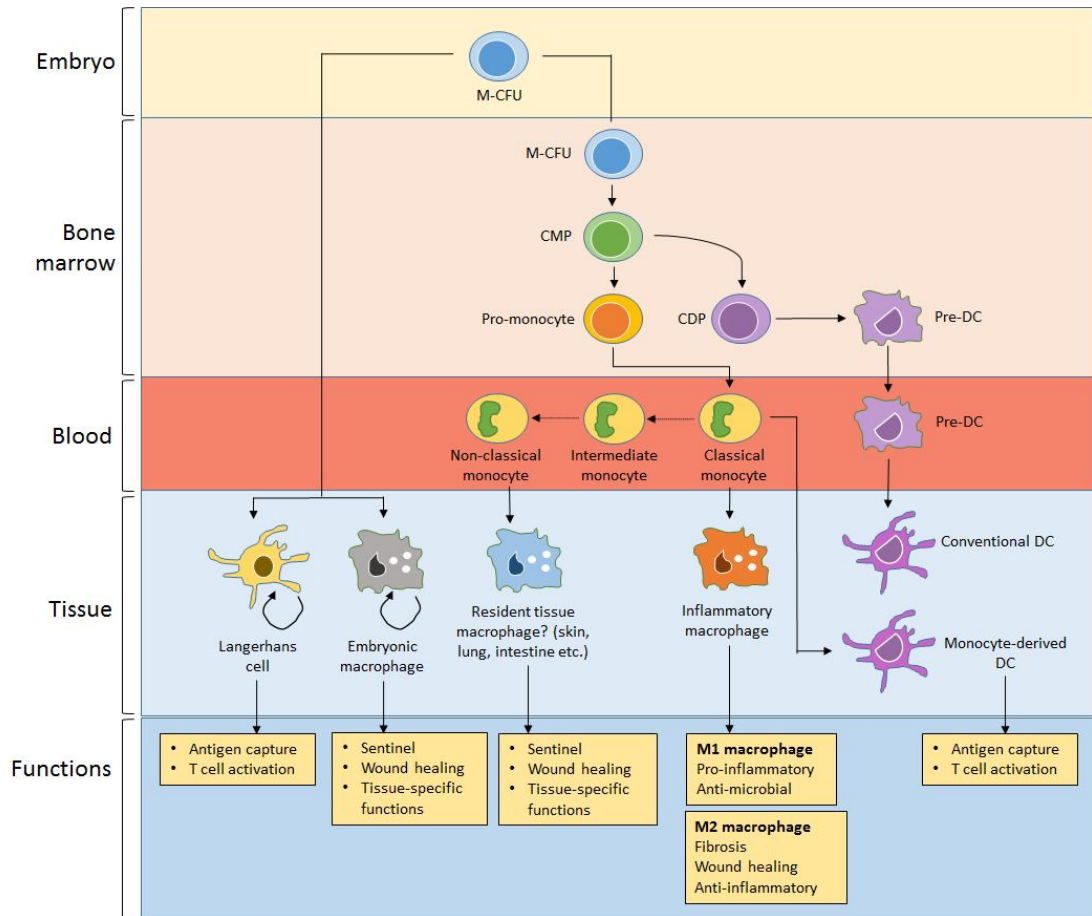 Embryo
M-CFU
Bone
marrow
M-CFU
CMP
Pro-monocyte
CDP
Pre-DC
Blood
Non-classical
monocyte
Intermediate
monocyte
Classical
monocyte
Pre-DC
Tissue
Langerhans
cell
Embryonic
macrophage
Resident tissue
macrophage? (skin,
lung, intestine etc.)
Inflammatory
macrophage
Conventional DC
Monocyte-derived
DC
Functions
• Antigen capture
• T cell activation
• Sentinel
• Wound healing
• Tissue-specific
functions
• Sentinel
• Wound healing
• Tissue-specific
functions
M1 macrophage
Pro-inflammatory
Anti-microbial
M2 macrophage
Fibrosis
Wound healing
Anti-inflammatory
• Antigen capture
• T cell activation